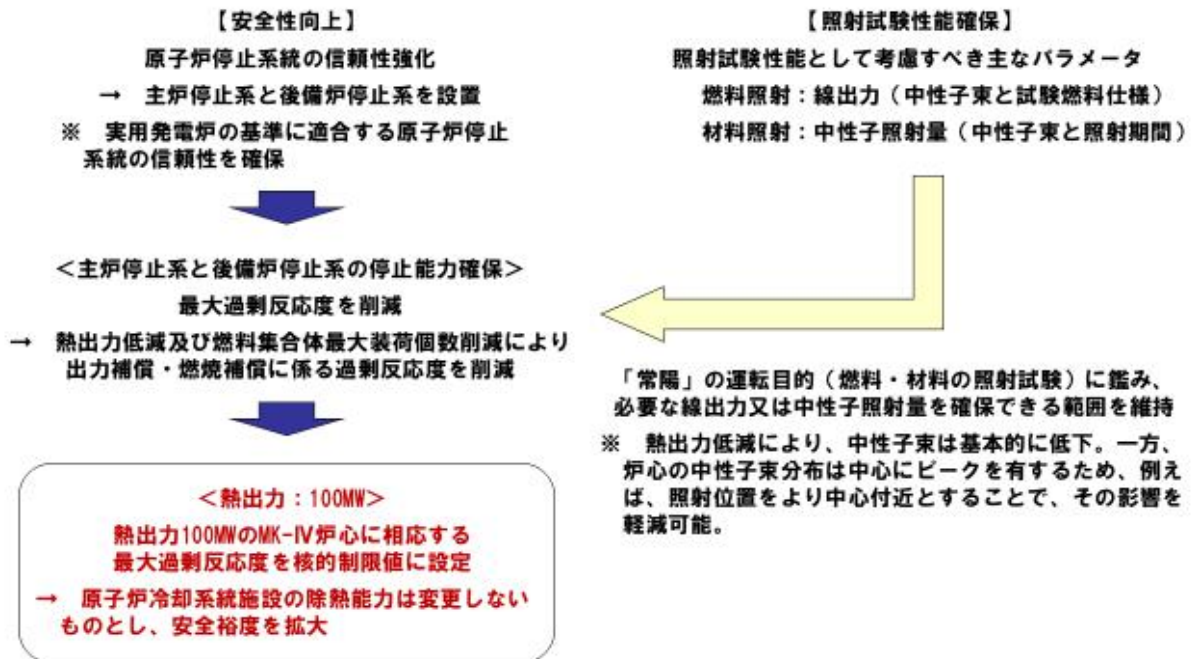 【安全性向上】
原子炉停止系統の信頼性強化
→ 主炉停止系と後備炉停止系を設置
※ 実用発電炉の基準に適合する原子炉停止
系統の信頼性を確保
<主炉停止系と後備炉停止系の停止能力確保>
最大過剰反応度を削減
→ 熱出力低減及び燃料集合体最大装荷個数削減により
出力補償・燃焼補償に係る過剰反応度を削減
<熱出力:100MW>
熱出力100MWのMK-Ⅳ炉心に相応する
最大過剰反応度を核的制限値に設定
→ 原子炉冷却系統施設の除熱能力は変更しない
ものとし、安全裕度を拡大
【照射試験性能確保】
照射試験性能として考慮すべき主なパラメータ
燃料照射:線出力(中性子束と試験燃料仕様)
材料照射:中性子照射量(中性子束と照射期間)
「常陽」の運転目的(燃料・材料の照射試験)に鑑み、
必要な線出力又は中性子照射量を確保できる範囲を維持
※ 熱出力低減により、中性子束は基本的に低下。一方、
炉心の中性子束分布は中心にピークを有するため、例え
ば、照射位置をより中心付近とすることで、その影響を
軽減可能。